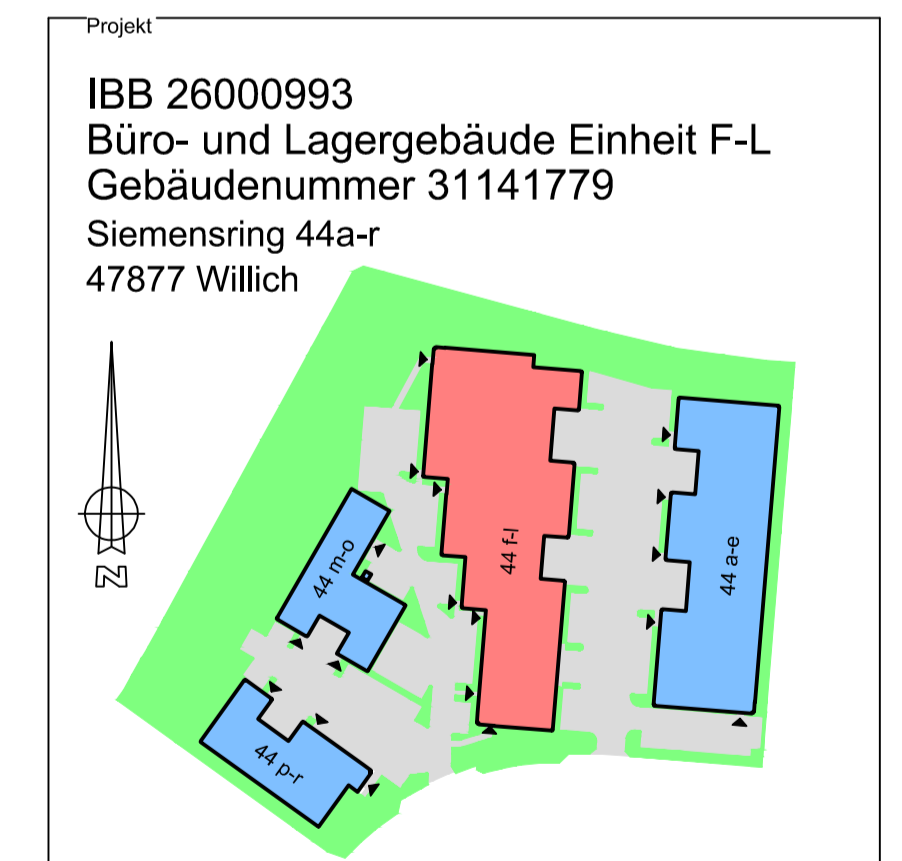 Projekt
IBB 26000993
Büro- und Lagergebäude Einheit F-L
Gebäudenummer 31141779
Siemensring 44a-r
47877 Willich
N
44 f-l
44 a-e
44 m-o
44 p-r